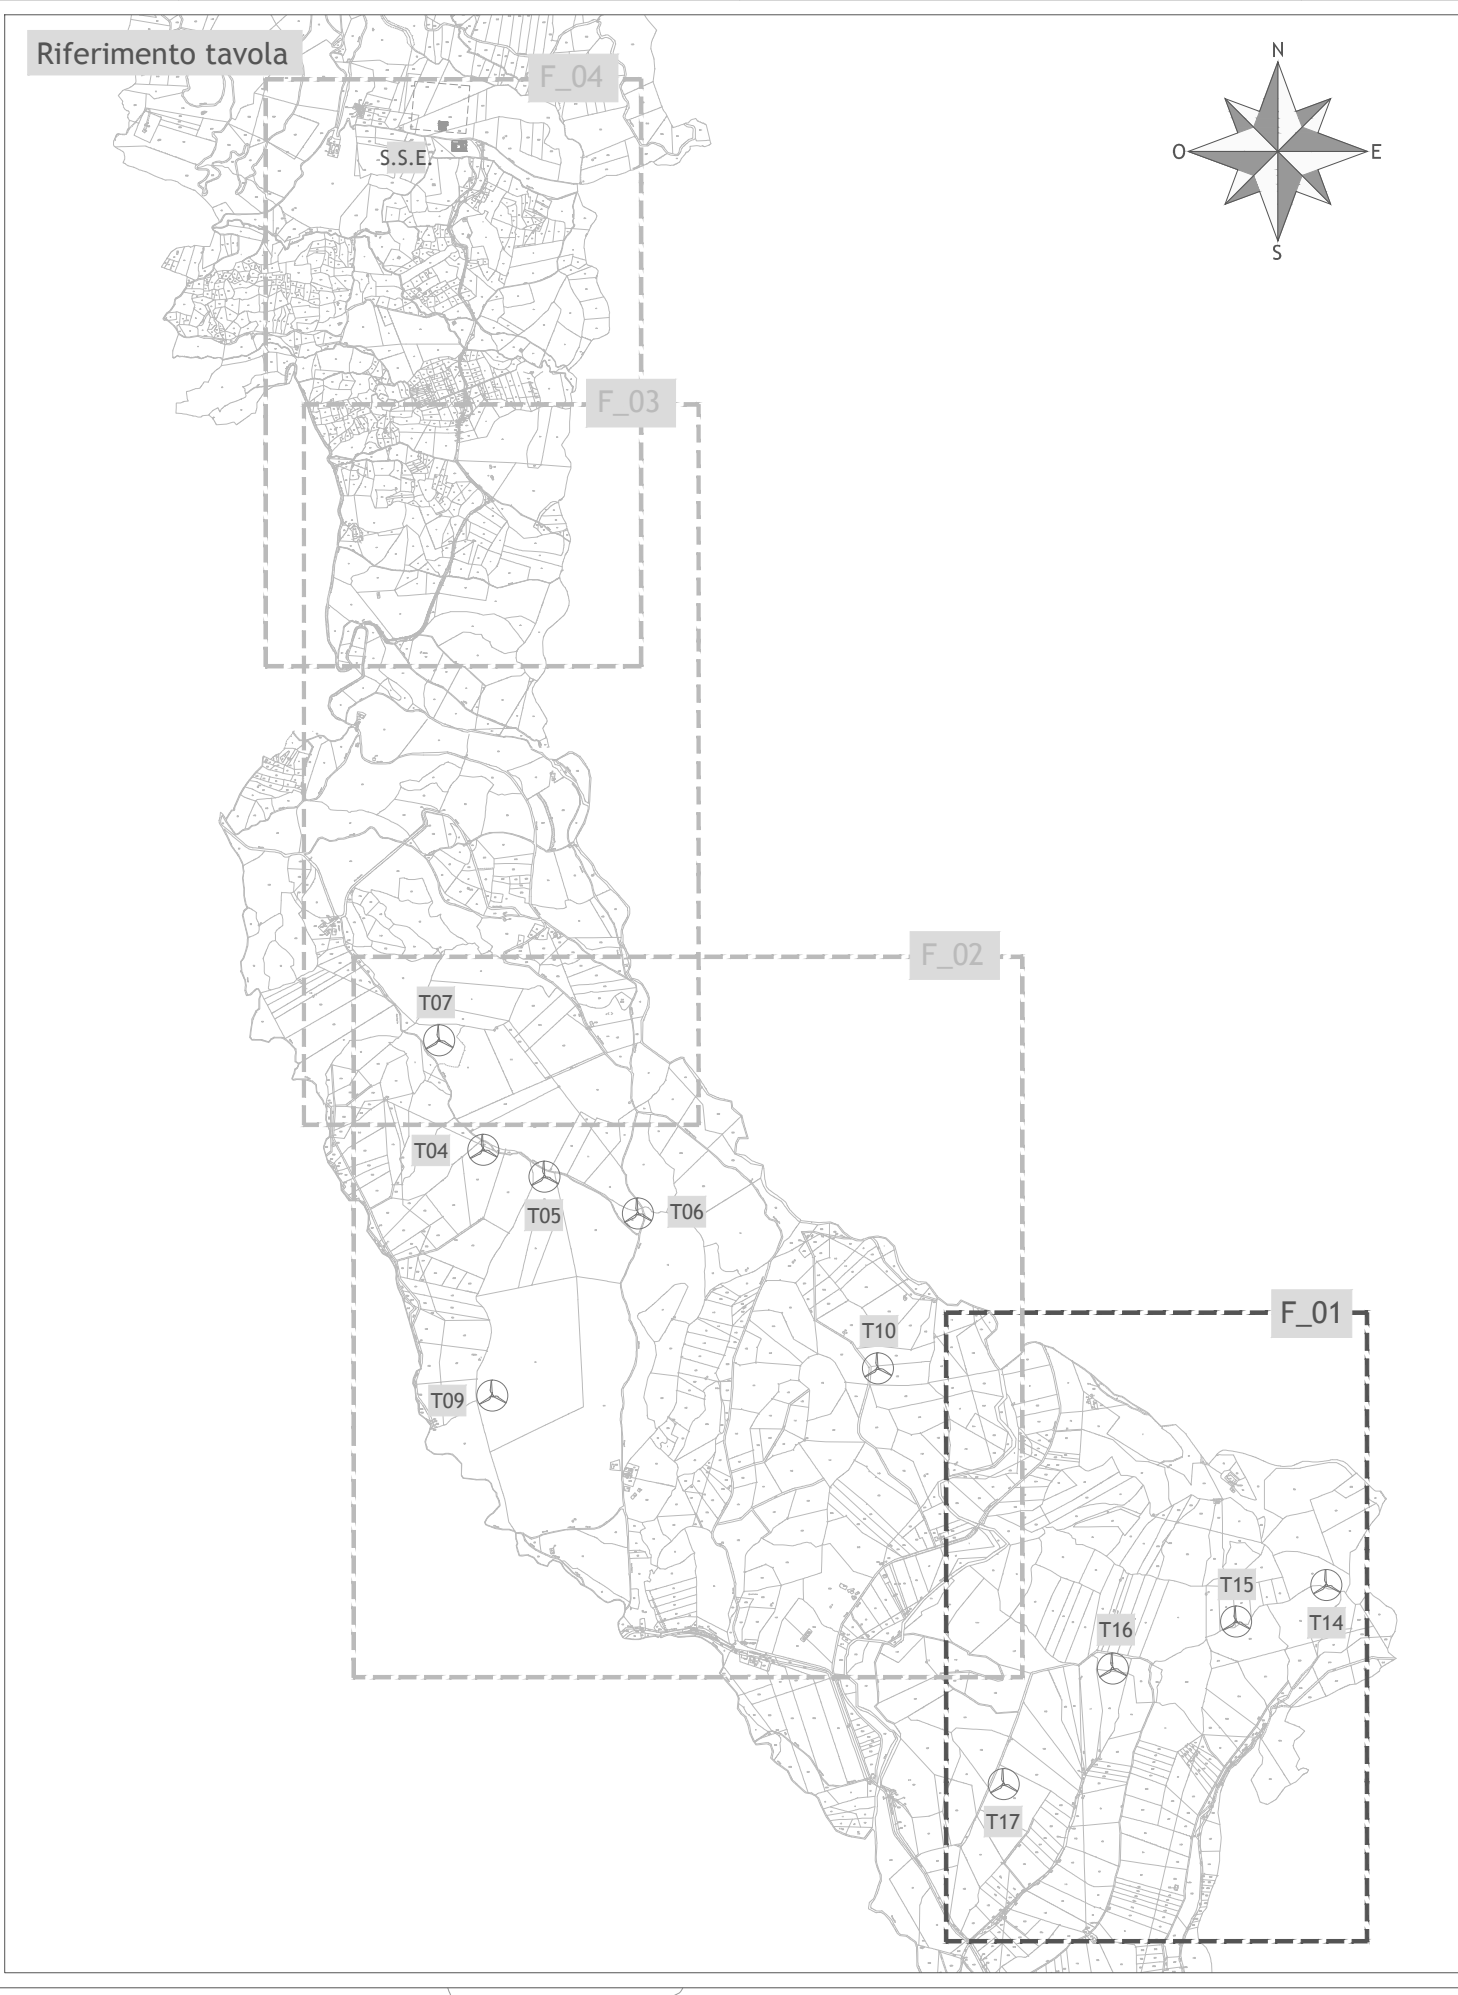 Riferimento tavola
F_04
N
O
E
S
S.S.E.
F_03
F_02
T07
T04
T05
T06
T10
F_01
T09
T15
T14
T16
T17